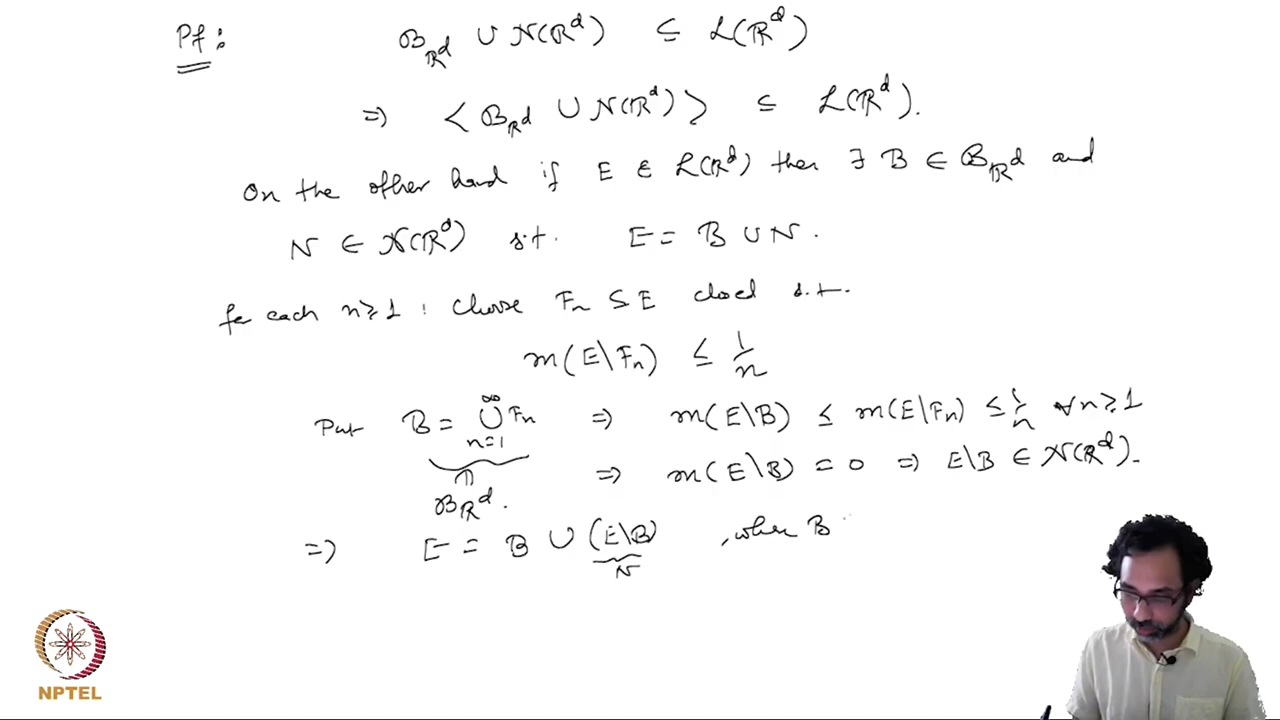 Pf: 𝓑_{ℝ^d} ∪ 𝒩(ℝ^d) ⊆ 𝓛(ℝ^d)
⇒ < 𝓑_{ℝ^d} ∪ 𝒩(ℝ^d) > ⊆ 𝓛(ℝ^d).
On the other hand if E ∈ 𝓛(ℝ^d) then ∃ B ∈ 𝓑_{ℝ^d} and
N ∈ 𝒩(ℝ^d) s.t. E = B ∪ N.
for each n ≥ 1 : choose F_n ⊆ E closed s.t.
m(E\F_n) ≤ 1/n
Put B = ∪_{n=1}^∞ F_n ⇒ m(E\B) ≤ m(E\F_n) ≤ 1/n ∀ n ≥ 1
⇒ m(E\B) = 0 ⇒ E\B ∈ 𝒩(ℝ^d).
𝓑_{ℝ^d}.
⇒ E = B ∪ (E\B) , where B
N
NPTEL